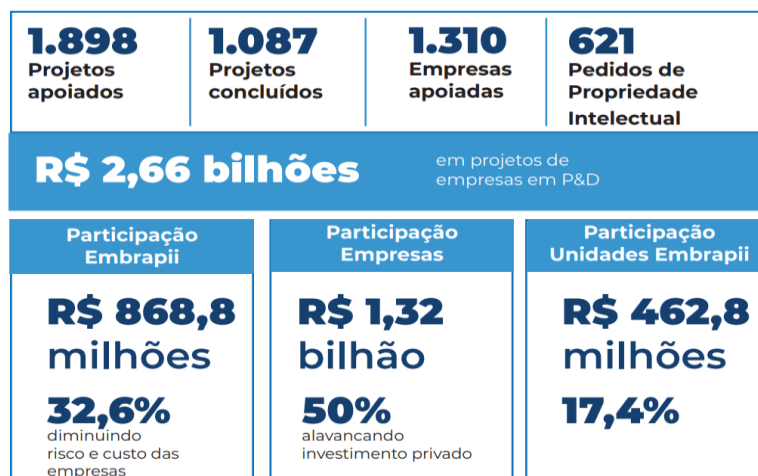 1.898
Projetos
apoiados
1.087
Projetos
concluídos
1.310
Empresas
apoiadas
621
Pedidos de
Propriedade
Intelectual
R$ 2,66 bilhões
em projetos de
empresas em P&D
Participação
Embrapii
R$ 868,8
milhões
32,6%
diminuindo
risco e custo das
empresas
Participação
Empresas
R$ 1,32
bilhão
50%
alavancando
investimento privado
Participação
Unidades Embrapii
R$ 462,8
milhões
17,4%